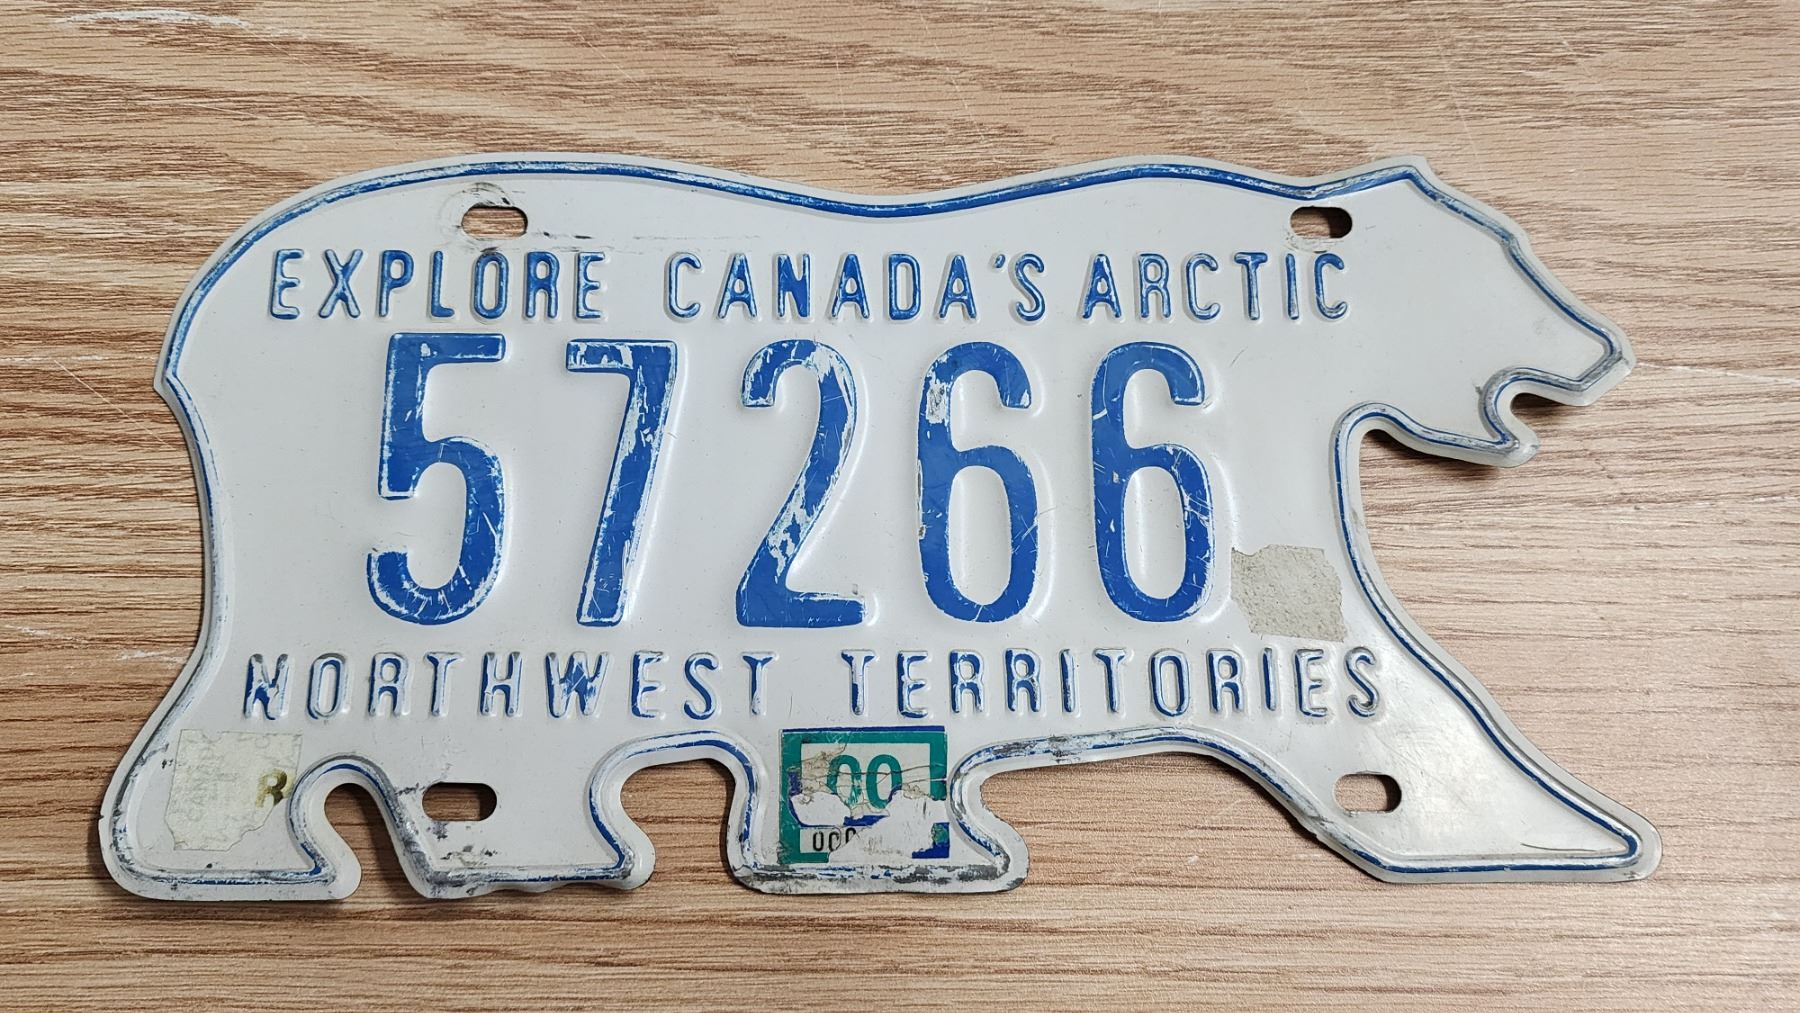 EXPLORE CANADA'S ARCTIC
57266
NORTHWEST TERRITORIES
00